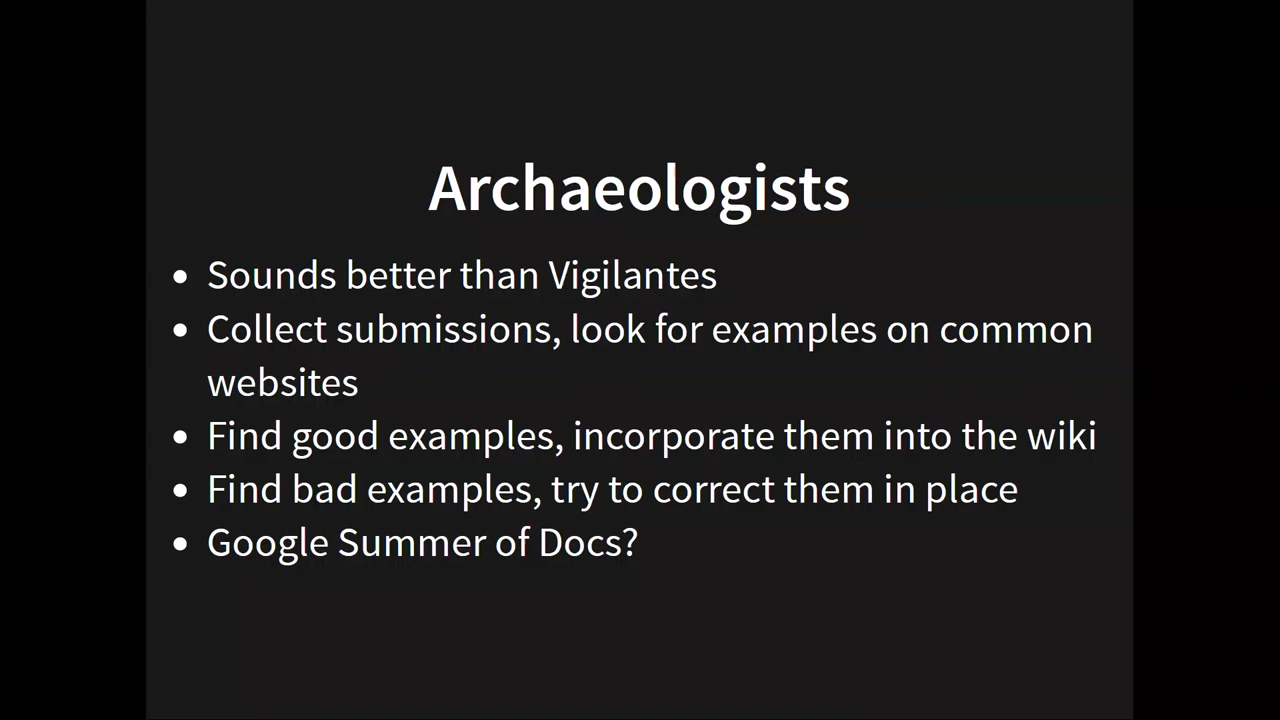 Archaeologists
• Sounds better than Vigilantes
• Collect submissions, look for examples on common
websites
• Find good examples, incorporate them into the wiki
• Find bad examples, try to correct them in place
• Google Summer of Docs?